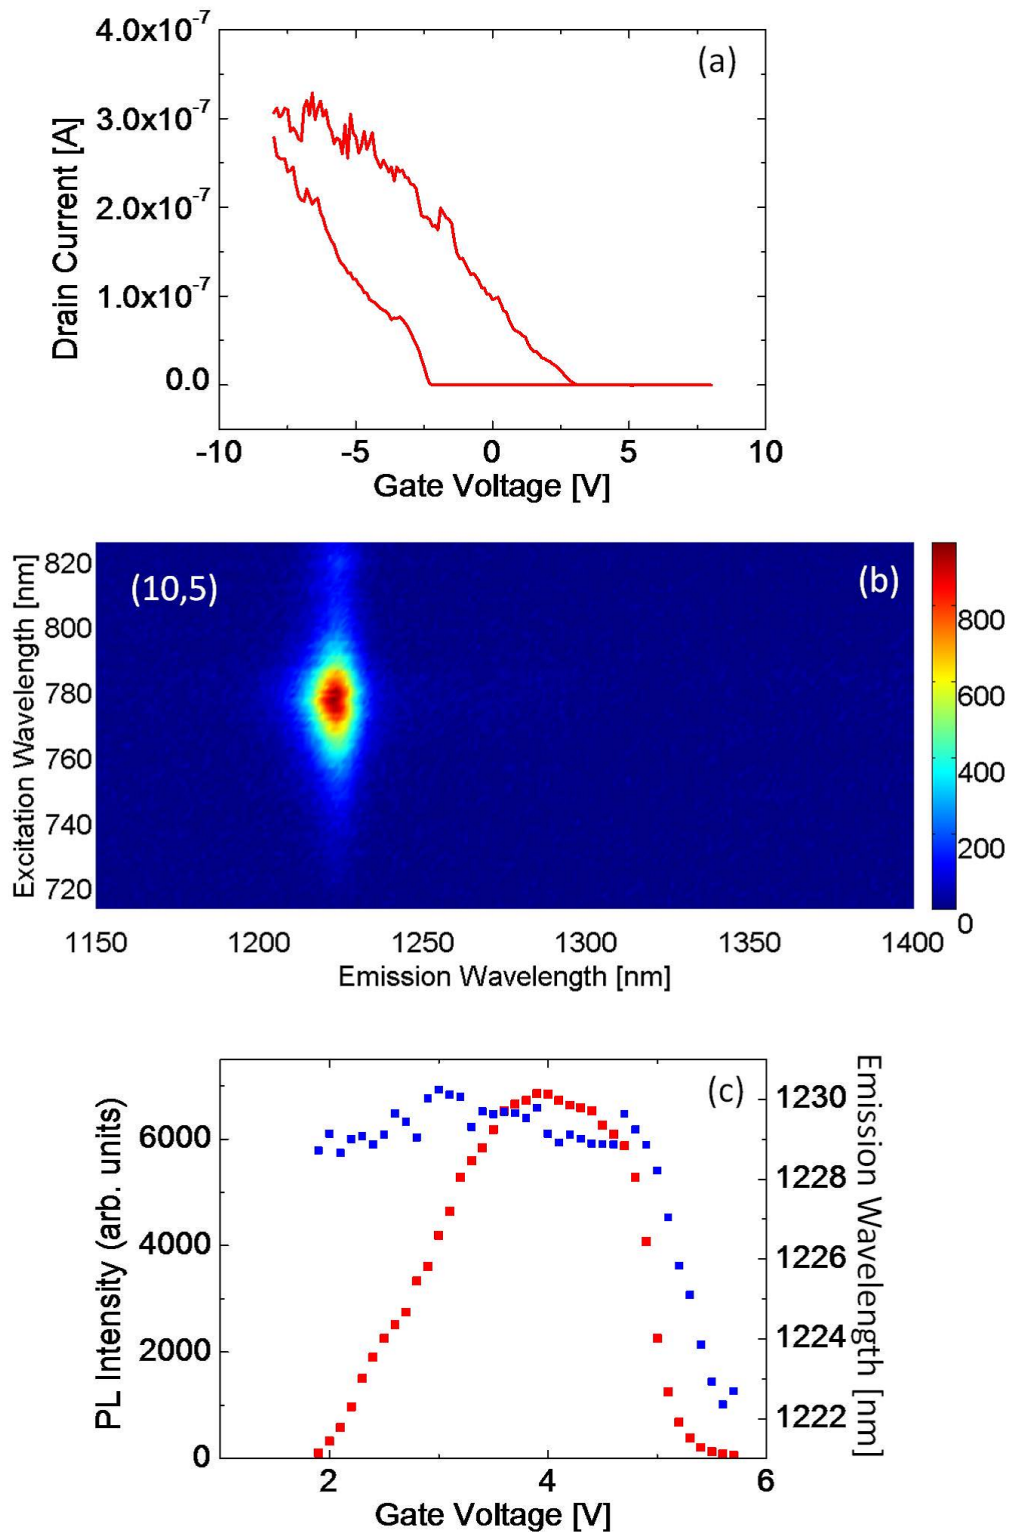 (a)
4.0x10-7
3.0x10-7
2.0x10-7
1.0x10-7
0.0
Drain Current [A]
-10 -5 0 5 10
Gate Voltage [V]
(10,5) (b)
820
800
780
760
740
720
Excitation Wavelength [nm]
1150 1200 1250 1300 1350 1400
Emission Wavelength [nm]
800
600
400
200
0
(c)
6000
4000
2000
0
PL Intensity (arb. units)
1230
1228
1226
1224
1222
Emission Wavelength [nm]
2 4 6
Gate Voltage [V]